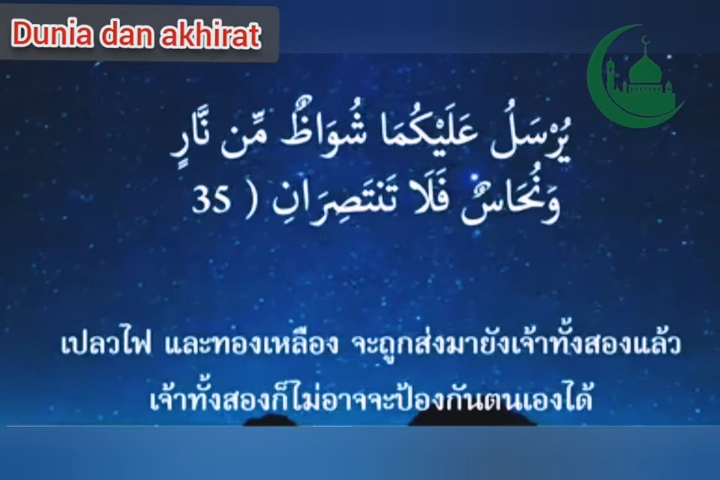 Dunia dan akhirat
يُرْسَلُ عَلَيْكُمَا شُوَاظٌ مِّن نَّارٍ
وَنُحَاسٌ فَلَا تَنتَصِرَانِ ( 35
เปลวไฟ และทองเหลือง จะถูกส่งมายังเจ้าทั้งสองแล้ว
เจ้าทั้งสองก็ไม่อาจจะป้องกันตนเองได้